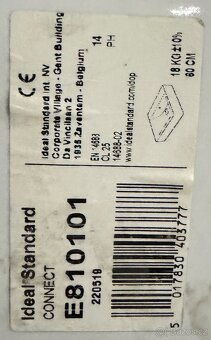 Ideal Standard
CONNECT
E810101
220519
5 017830 403777
CE
Ideal Standard Int. NV
Corporate Village - Gent Building
Da Vincilaan 2
1935 Zaventem - Belgium
14
PH
EN 14688
CL 25
14688-02
www.idealstandard.com/dop
18 KG ±10%
60 CM